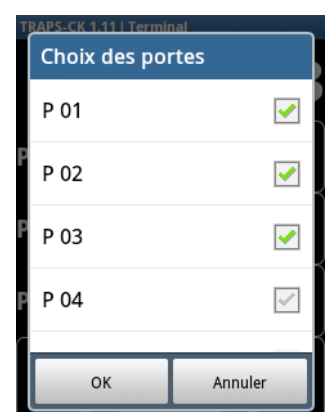 TRAPS-CK 1.11 | Terminal
Choix des portes
P 01
P 02
P 03
P 04
OK
Annuler